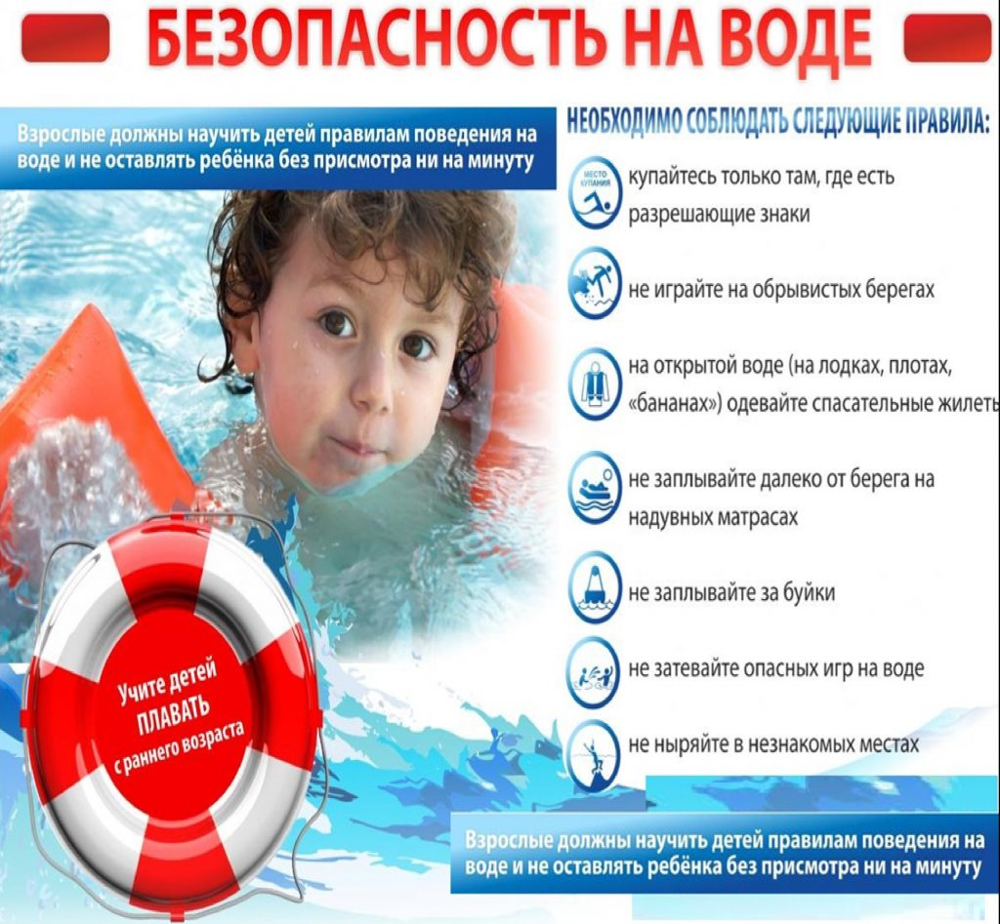 БЕЗОПАСНОСТЬ НА ВОДЕ
Взрослые должны научить детей правилам поведения на
воде и не оставлять ребёнка без присмотра ни на минуту
НЕОБХОДИМО СОБЛЮДАТЬ СЛЕДУЮЩИЕ ПРАВИЛА:
МЕСТО
КУПАНИЯ
купайтесь только там, где есть
разрешающие знаки
не играйте на обрывистых берегах
на открытой воде (на лодках, плотах,
«бананах») одевайте спасательные жилеты
не заплывайте далеко от берега на
надувных матрасах
не заплывайте за буйки
не затевайте опасных игр на воде
не ныряйте в незнакомых местах
Учите детей
ПЛАВАТЬ
с раннего возраста
Взрослые должны научить детей правилам поведения на
воде и не оставлять ребёнка без присмотра ни на минуту